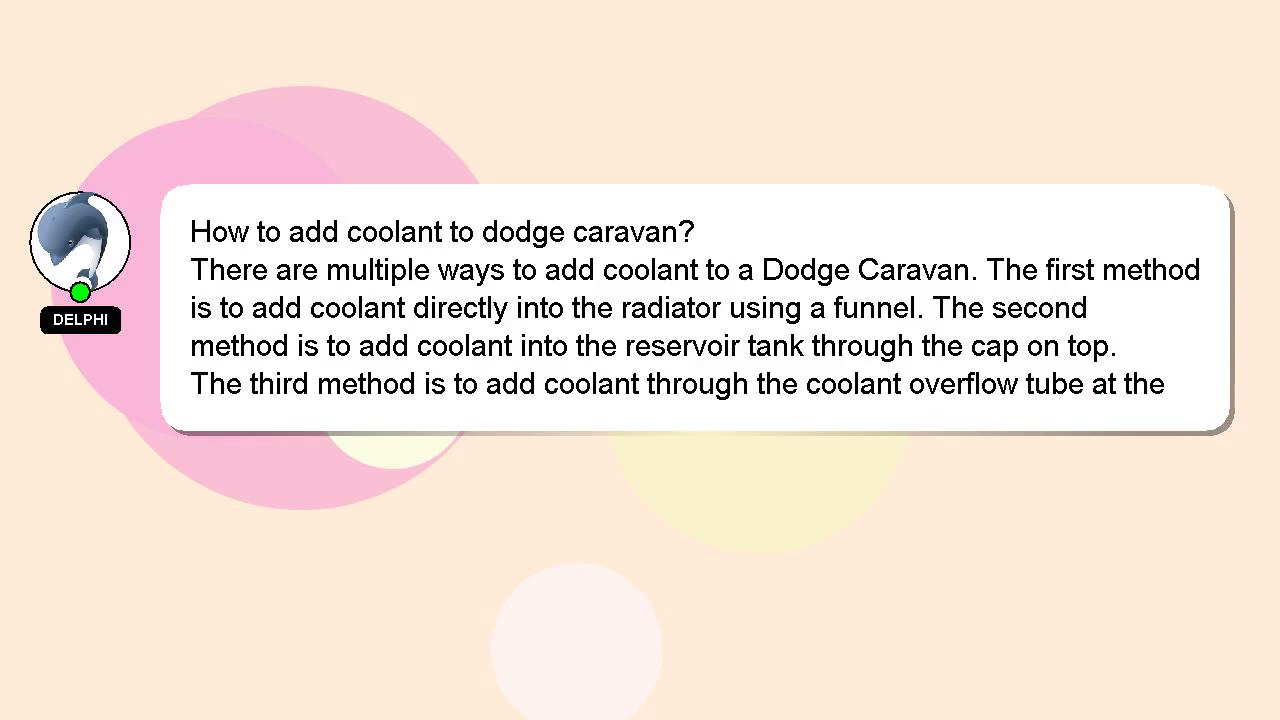 How to add coolant to dodge caravan?
There are multiple ways to add coolant to a Dodge Caravan. The first method
is to add coolant directly into the radiator using a funnel. The second
method is to add coolant into the reservoir tank through the cap on top.
The third method is to add coolant through the coolant overflow tube at the
DELPHI